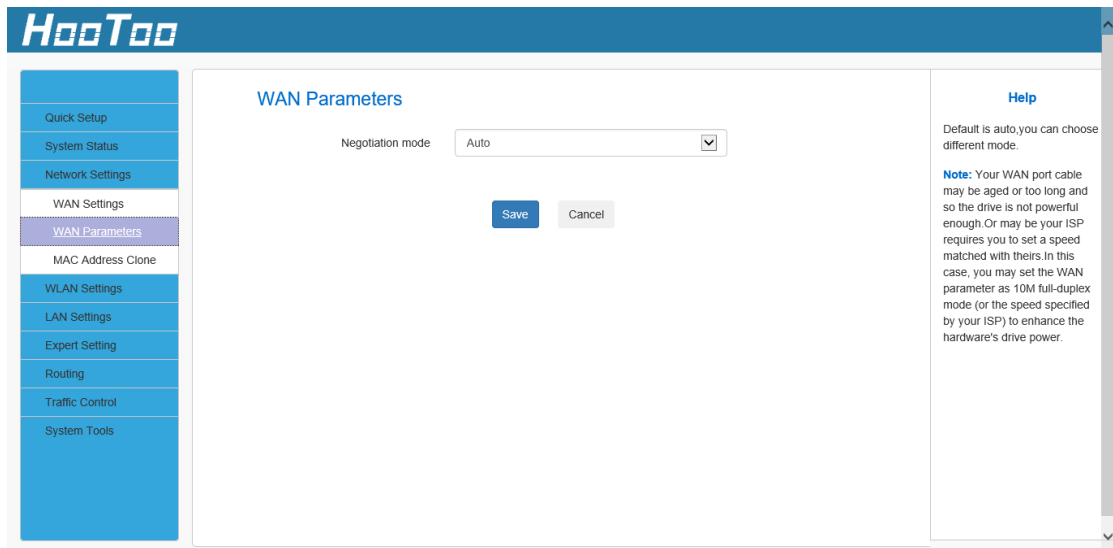 HooToo
Quick Setup
System Status
Network Settings
WAN Settings
WAN Parameters
MAC Address Clone
WLAN Settings
LAN Settings
Expert Setting
Routing
Traffic Control
System Tools
WAN Parameters
Negotiation mode
Auto
Save
Cancel
Help
Default is auto,you can choose
different mode.
Note: Your WAN port cable
may be aged or too long and
so the drive is not powerful
enough.Or may be your ISP
requires you to set a speed
matched with theirs.In this
case, you may set the WAN
parameter as 10M full-duplex
mode (or the speed specified
by your ISP) to enhance the
hardware's drive power.